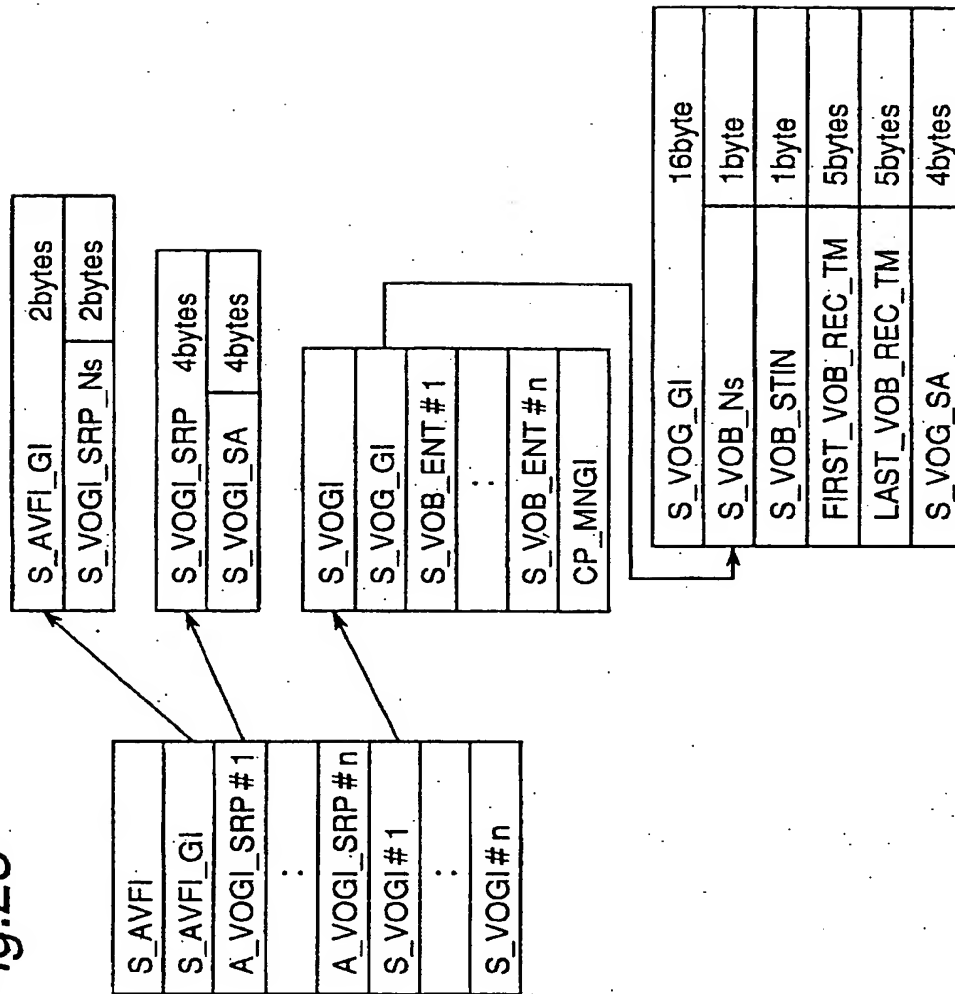 S_AVFI
S_AVFI_GI
A_VOGI_SRP#1
:
A_VOGI_SRP#n
S_VOGI#1
:
S_VOGI#n
S_AVFI_GI 2bytes
S_VOGI_SRP_Ns 2bytes
S_VOGI_SRP 4bytes
S_VOGI_SA 4bytes
S_VOGI
S_VOG_GI
S_VOB_ENT#1
:
S_VOB_ENT#n
CP_MNGI
S_VOG_GI 16byte
S_VOB_Ns 1byte
S_VOB_STIN 1byte
FIRST_VOB_REC_TM 5bytes
LAST_VOB_REC_TM 5bytes
S_VOG_SA 4bytes